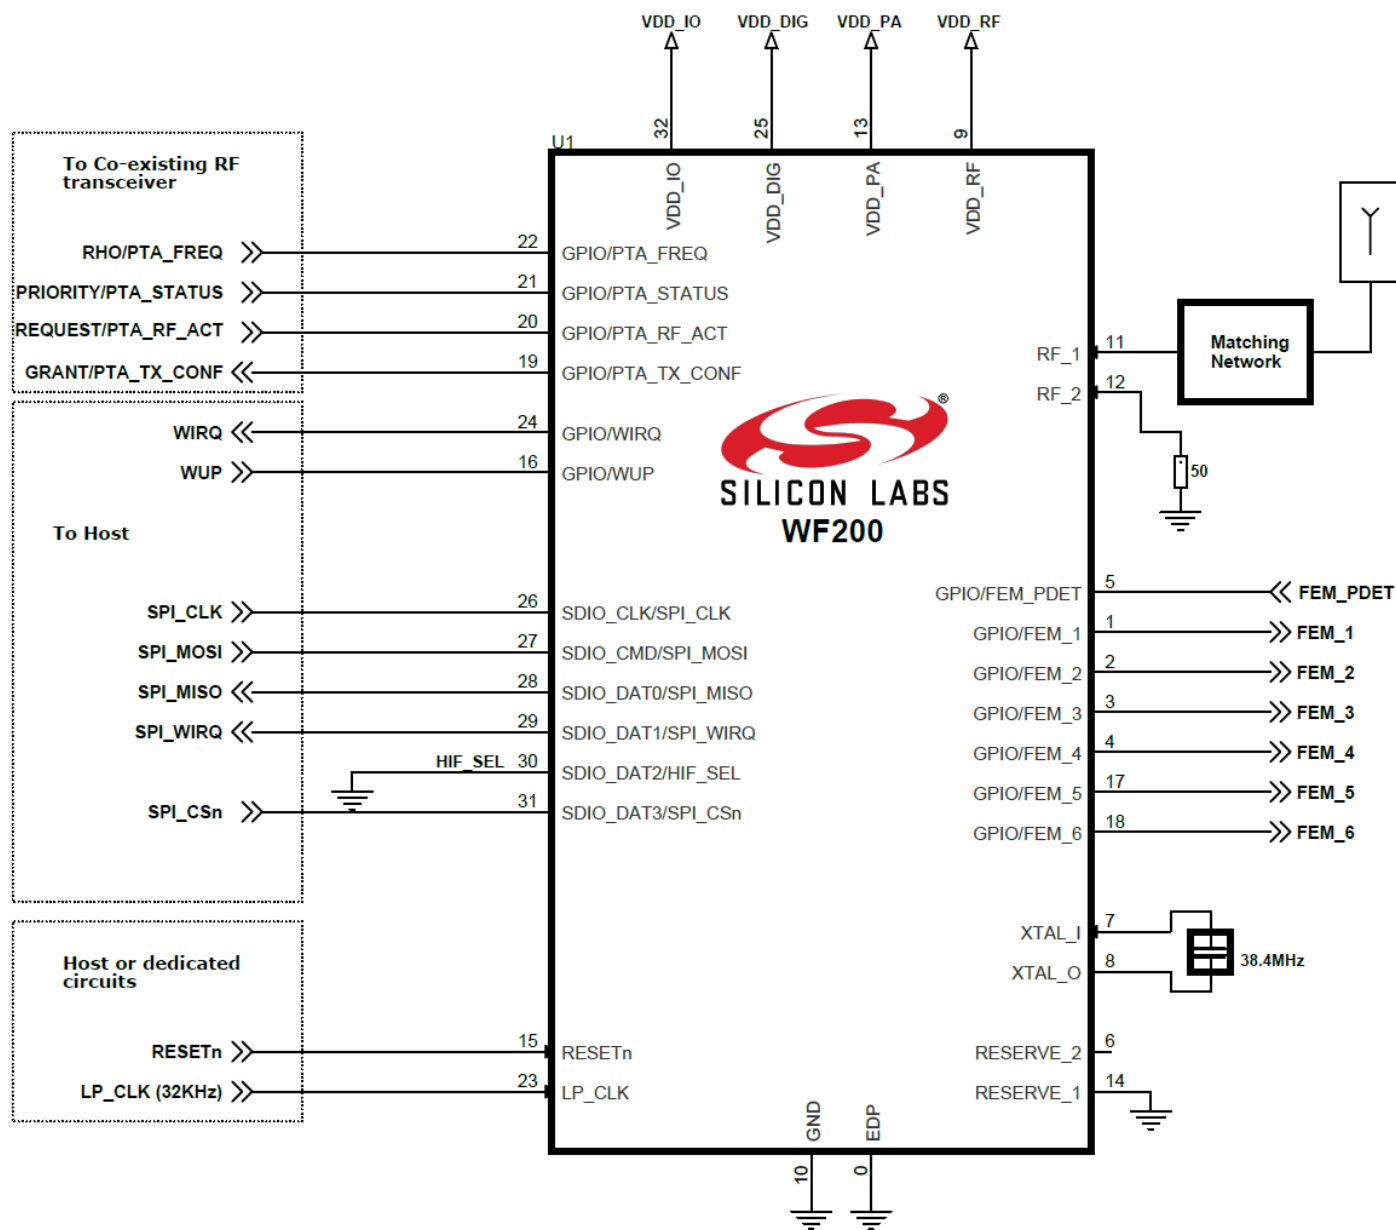 VDD_IO VDD_DIG VDD_PA VDD_RF
32 25 13 9
U1
VDD_IO VDD_DIG VDD_PA VDD_RF
To Co-existing RF
transceiver
RHO/PTA_FREQ 22 GPIO/PTA_FREQ
PRIORITY/PTA_STATUS 21 GPIO/PTA_STATUS
REQUEST/PTA_RF_ACT 20 GPIO/PTA_RF_ACT
GRANT/PTA_TX_CONF 19 GPIO/PTA_TX_CONF
WIRQ 24 GPIO/WIRQ
WUP 16 GPIO/WUP
To Host
SPI_CLK 26 SDIO_CLK/SPI_CLK
SPI_MOSI 27 SDIO_CMD/SPI_MOSI
SPI_MISO 28 SDIO_DAT0/SPI_MISO
SPI_WIRQ 29 SDIO_DAT1/SPI_WIRQ
HIF_SEL 30 SDIO_DAT2/HIF_SEL
SPI_CSn 31 SDIO_DAT3/SPI_CSn
Host or dedicated
circuits
RESETn 15 RESETn
LP_CLK (32KHz) 23 LP_CLK
®
SILICON LABS
WF200
RF_1 11
Matching
Network
RF_2 12
50
GPIO/FEM_PDET 5 FEM_PDET
GPIO/FEM_1 1 FEM_1
GPIO/FEM_2 2 FEM_2
GPIO/FEM_3 3 FEM_3
GPIO/FEM_4 4 FEM_4
GPIO/FEM_5 17 FEM_5
GPIO/FEM_6 18 FEM_6
XTAL_I 7
38.4MHz
XTAL_O 8
RESERVE_2 6
RESERVE_1 14
GND EDP
10 0